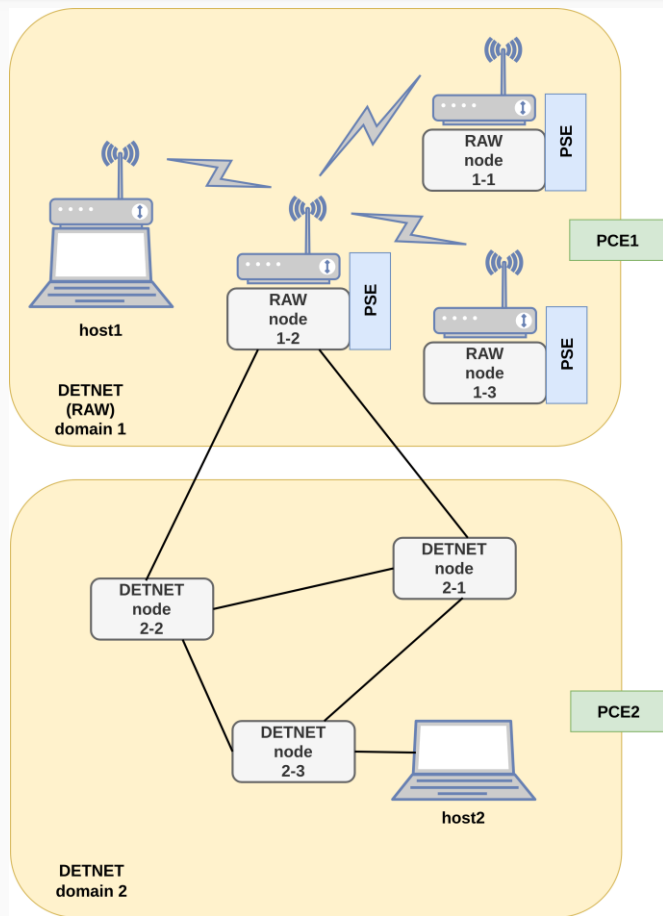 RAW
node
1-1
PSE
PCE1
RAW
node
1-2
PSE
host1
RAW
node
1-3
PSE
DETNET
(RAW)
domain 1
DETNET
node
2-1
DETNET
node
2-2
PCE2
DETNET
node
2-3
host2
DETNET
domain 2